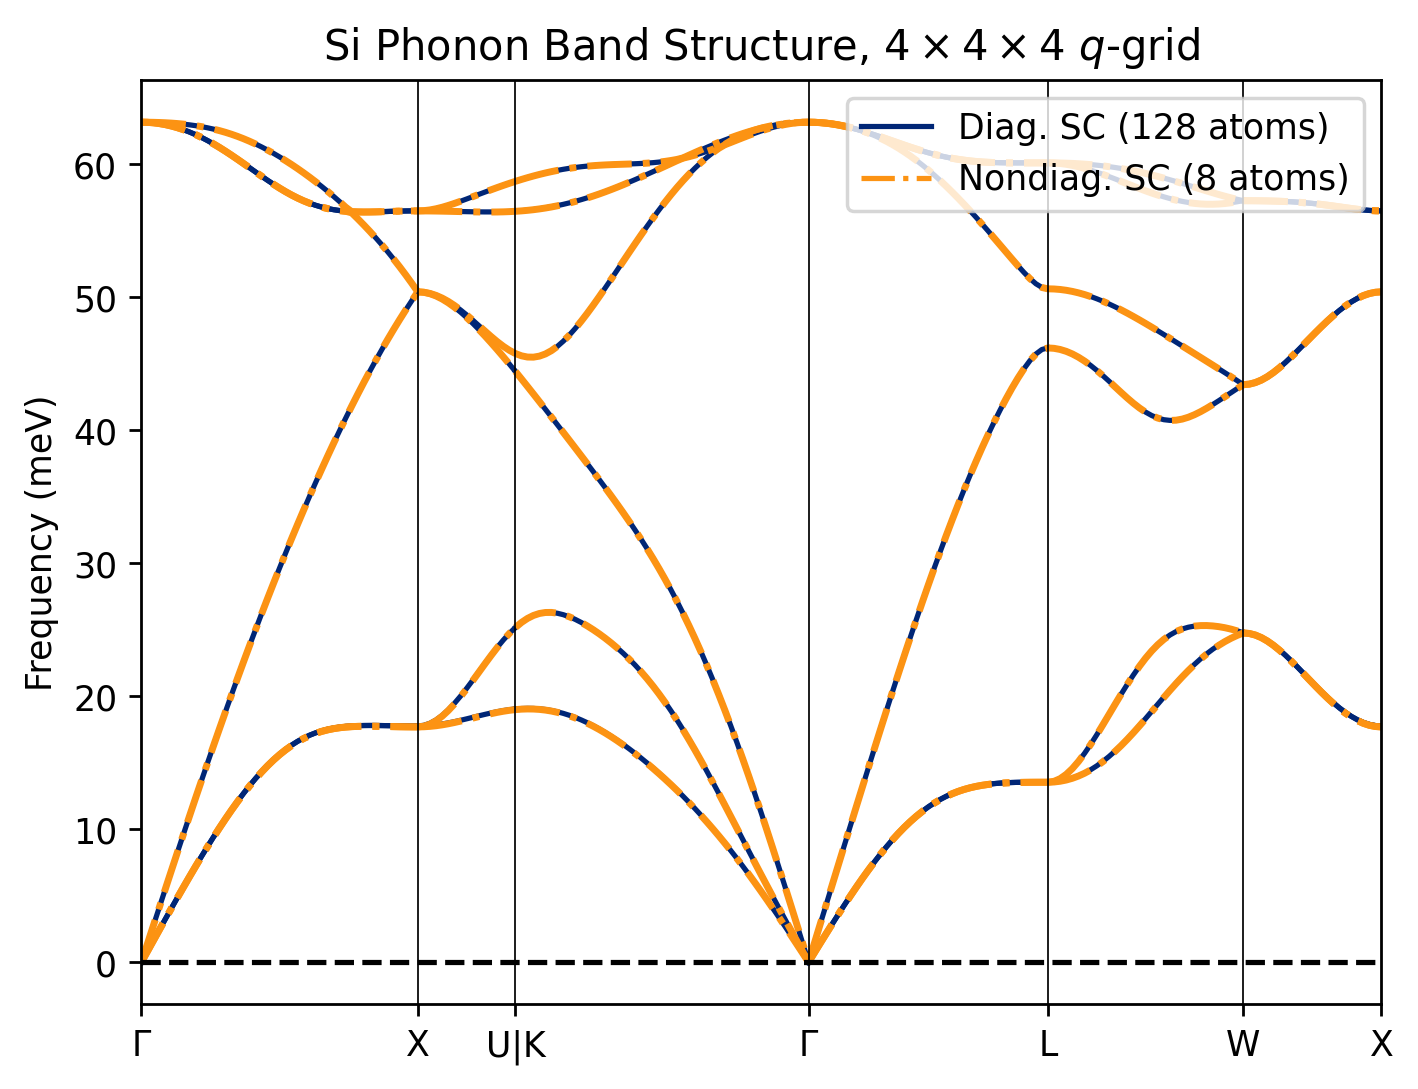 Si Phonon Band Structure, 4 × 4 × 4 q-grid
Diag. SC (128 atoms)
Nondiag. SC (8 atoms)
Frequency (meV)
60
50
40
30
20
10
0
Γ X U|K Γ L W X